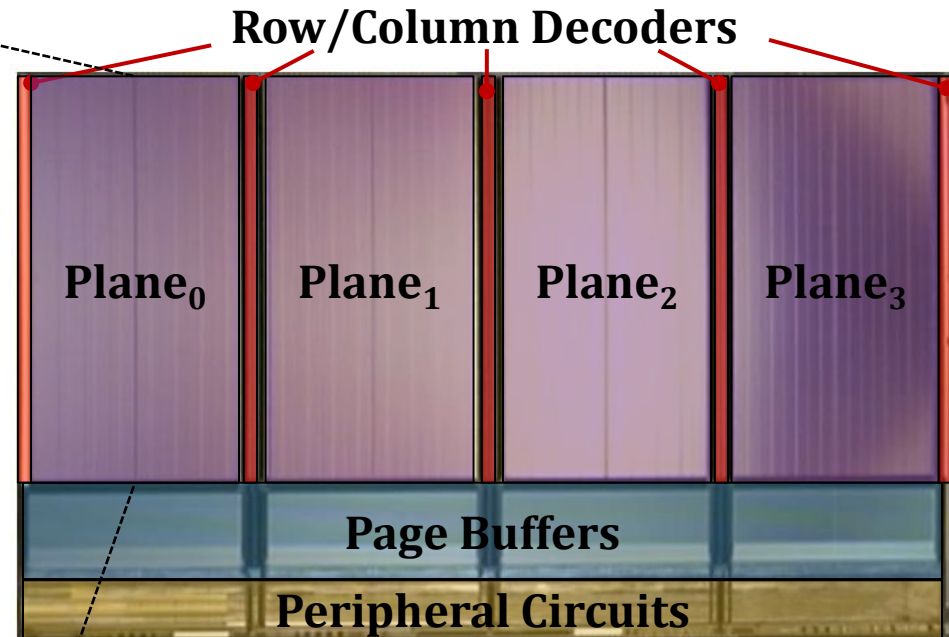 Row/Column Decoders
Plane₀ Plane₁ Plane₂ Plane₃
Page Buffers
Peripheral Circuits